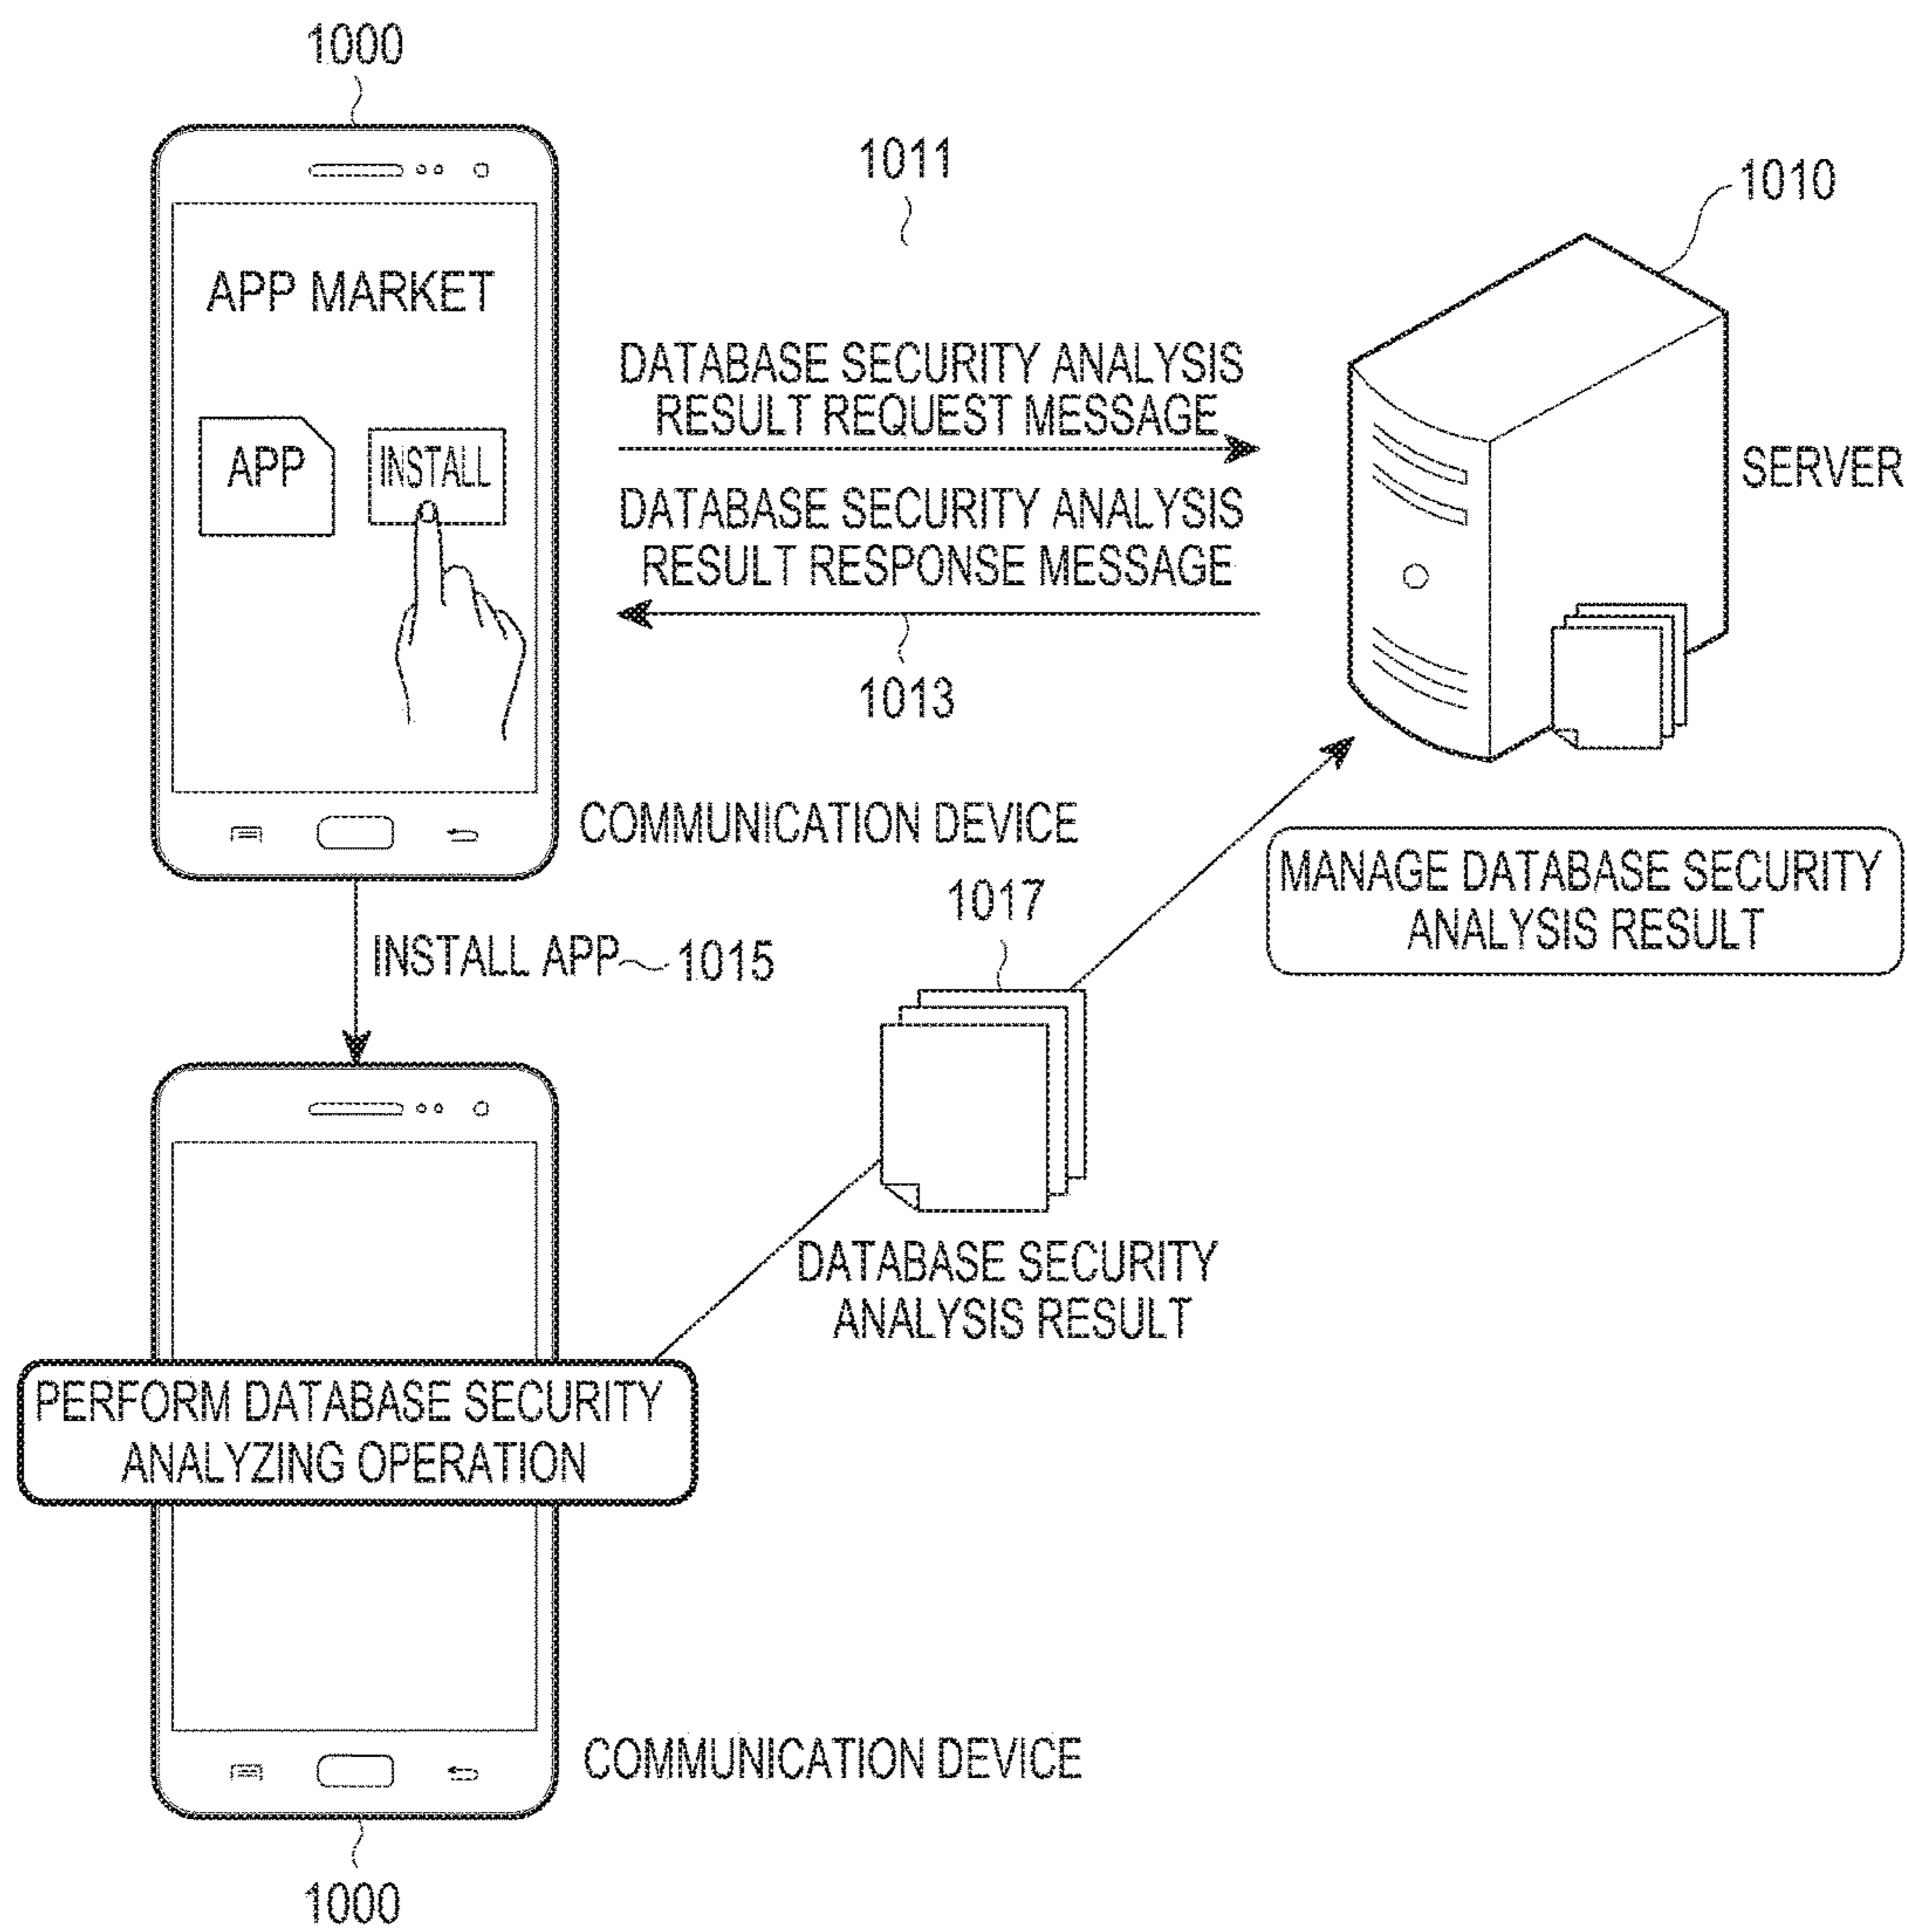 1000
1011
1010
APP MARKET
DATABASE SECURITY ANALYSIS
RESULT REQUEST MESSAGE
APP
INSTALL
SERVER
DATABASE SECURITY ANALYSIS
RESULT RESPONSE MESSAGE
1013
COMMUNICATION DEVICE
MANAGE DATABASE SECURITY
ANALYSIS RESULT
1017
INSTALL APP
1015
DATABASE SECURITY
ANALYSIS RESULT
PERFORM DATABASE SECURITY
ANALYZING OPERATION
COMMUNICATION DEVICE
1000